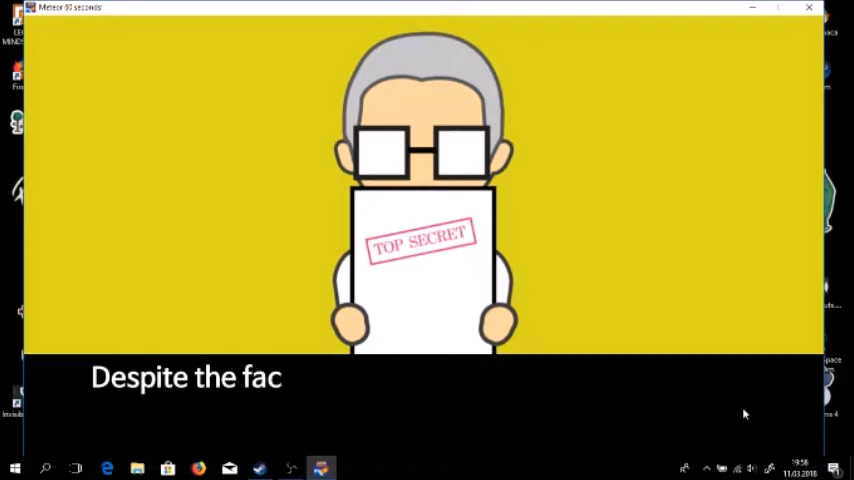 Meteor 60 seconds!
TOP SECRET
Despite the fac
19:58
11.03.2018